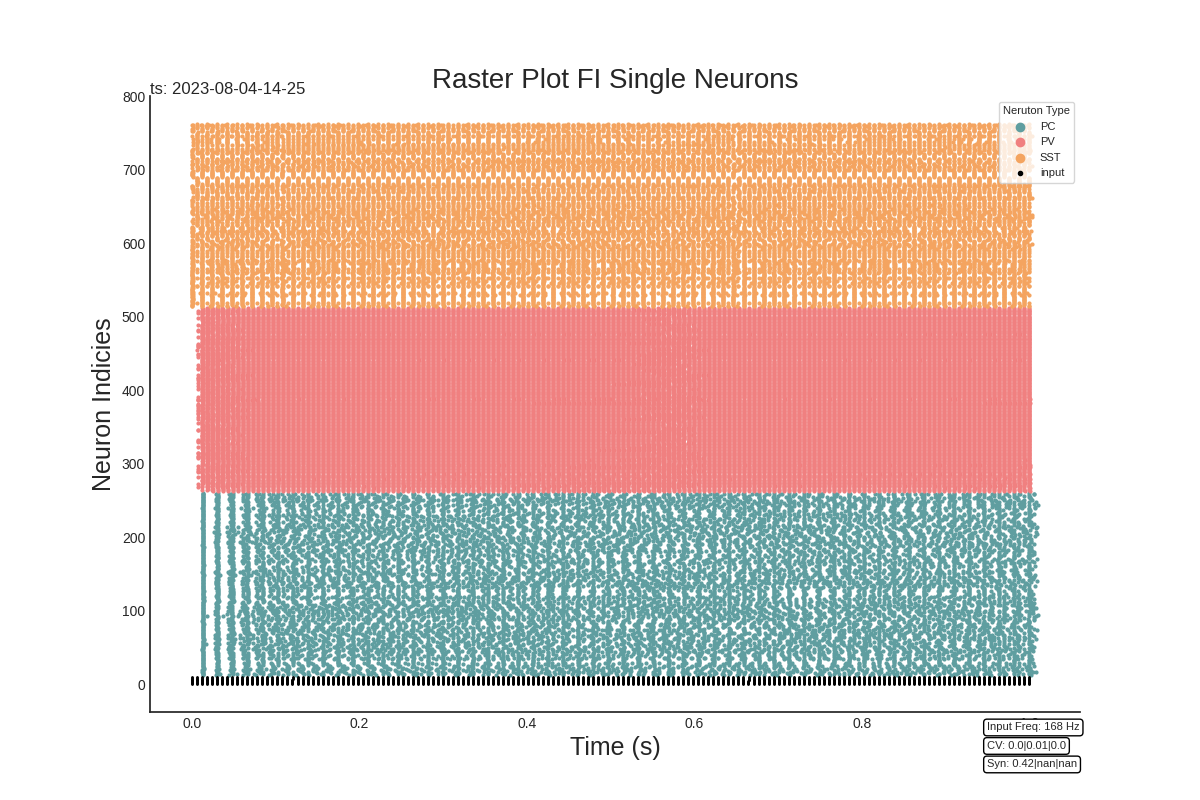 Raster Plot FI Single Neurons
ts: 2023-08-04-14-25
Neruton Type
PC
PV
SST
input
Neuron Indicies
800
700
600
500
400
300
200
100
0
0.0 0.2 0.4 0.6 0.8
Time (s)
Input Freq: 168 Hz
CV: 0.0|0.01|0.0
Syn: 0.42|nan|nan